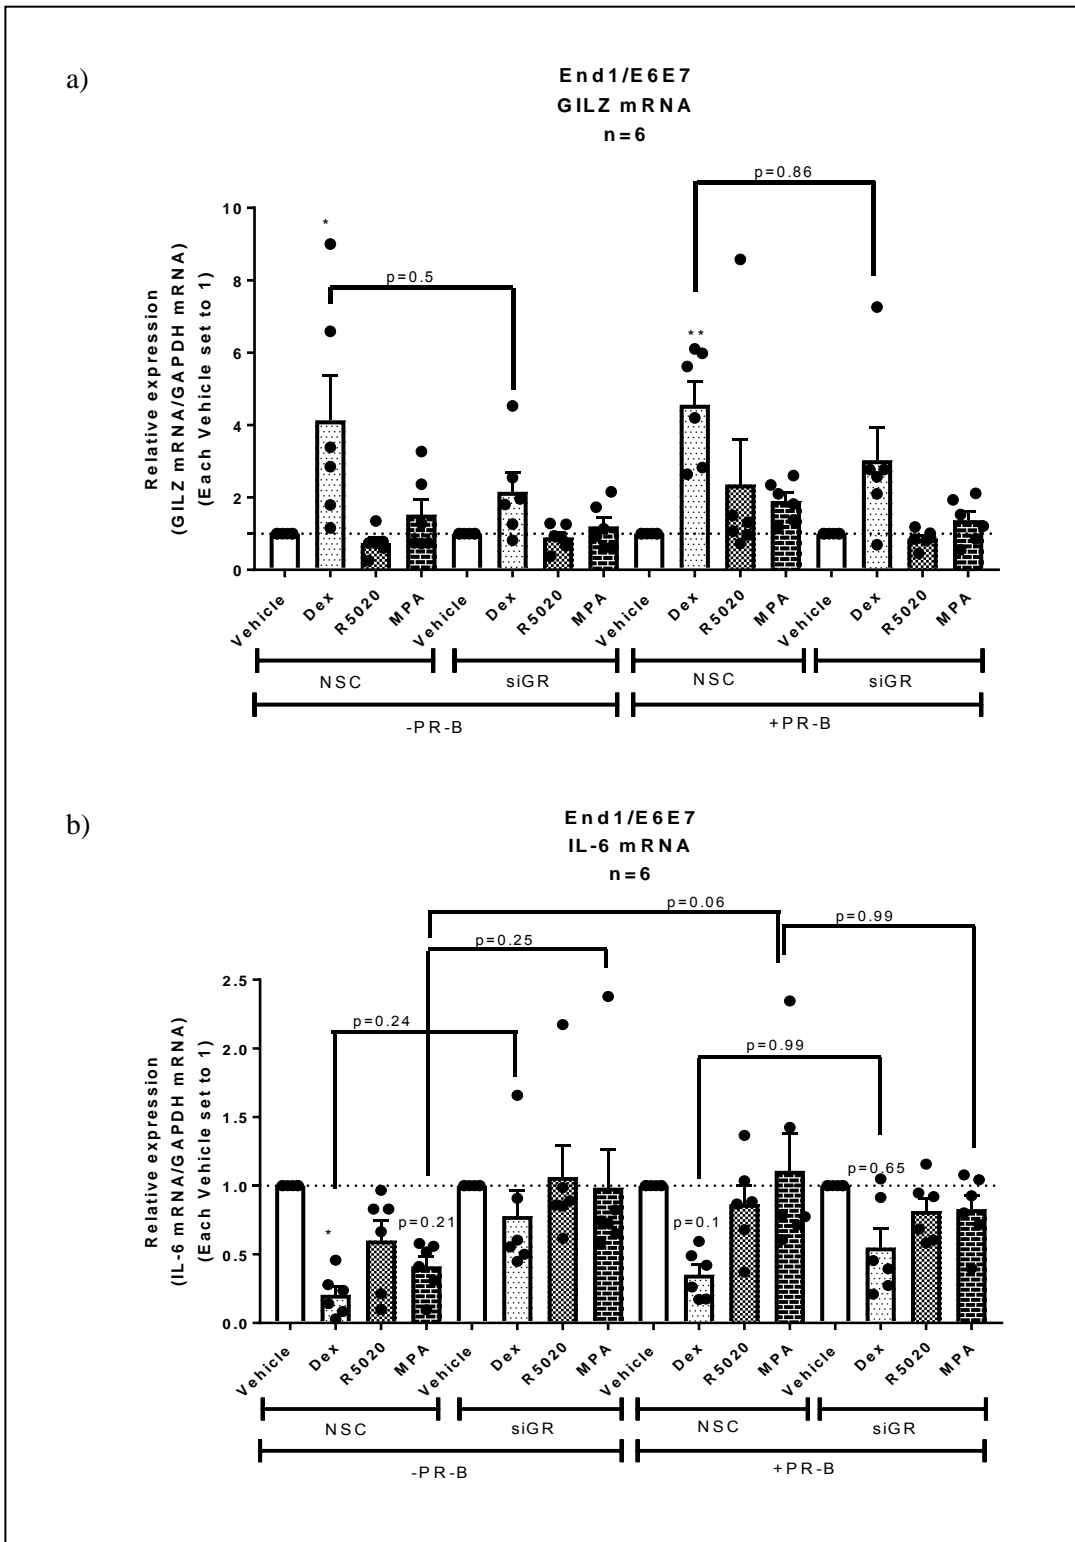 a)
End1/E6E7
GILZ mRNA
n=6
p=0.86
p=0.5
*
**
Relative expression
(GILZ mRNA/GAPDH mRNA)
(Each Vehicle set to 1)
10
8
6
4
2
0
Vehicle Dex R5020 MPA Vehicle Dex R5020 MPA Vehicle Dex R5020 MPA Vehicle Dex R5020 MPA
NSC siGR NSC siGR
-PR-B +PR-B
b)
End1/E6E7
IL-6 mRNA
n=6
p=0.06
p=0.99
p=0.25
p=0.24
p=0.99
p=0.65
p=0.21
p=0.1
*
Relative expression
(IL-6 mRNA/GAPDH mRNA)
(Each Vehicle set to 1)
2.5
2.0
1.5
1.0
0.5
0.0
Vehicle Dex R5020 MPA Vehicle Dex R5020 MPA Vehicle Dex R5020 MPA Vehicle Dex R5020 MPA
NSC siGR NSC siGR
-PR-B +PR-B